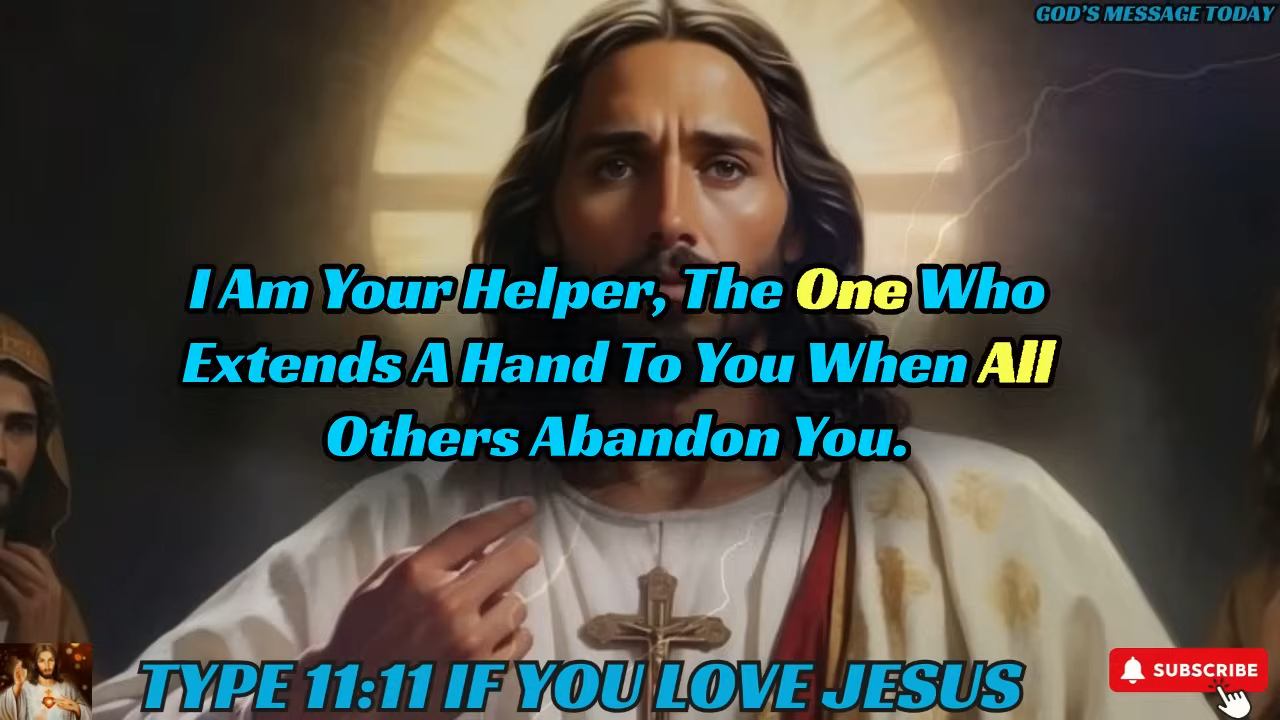 GOD'S MESSAGE TODAY
I Am Your Helper, The One Who
Extends A Hand To You When All
Others Abandon You.
TYPE 11:11 IF YOU LOVE JESUS
SUBSCRIBE